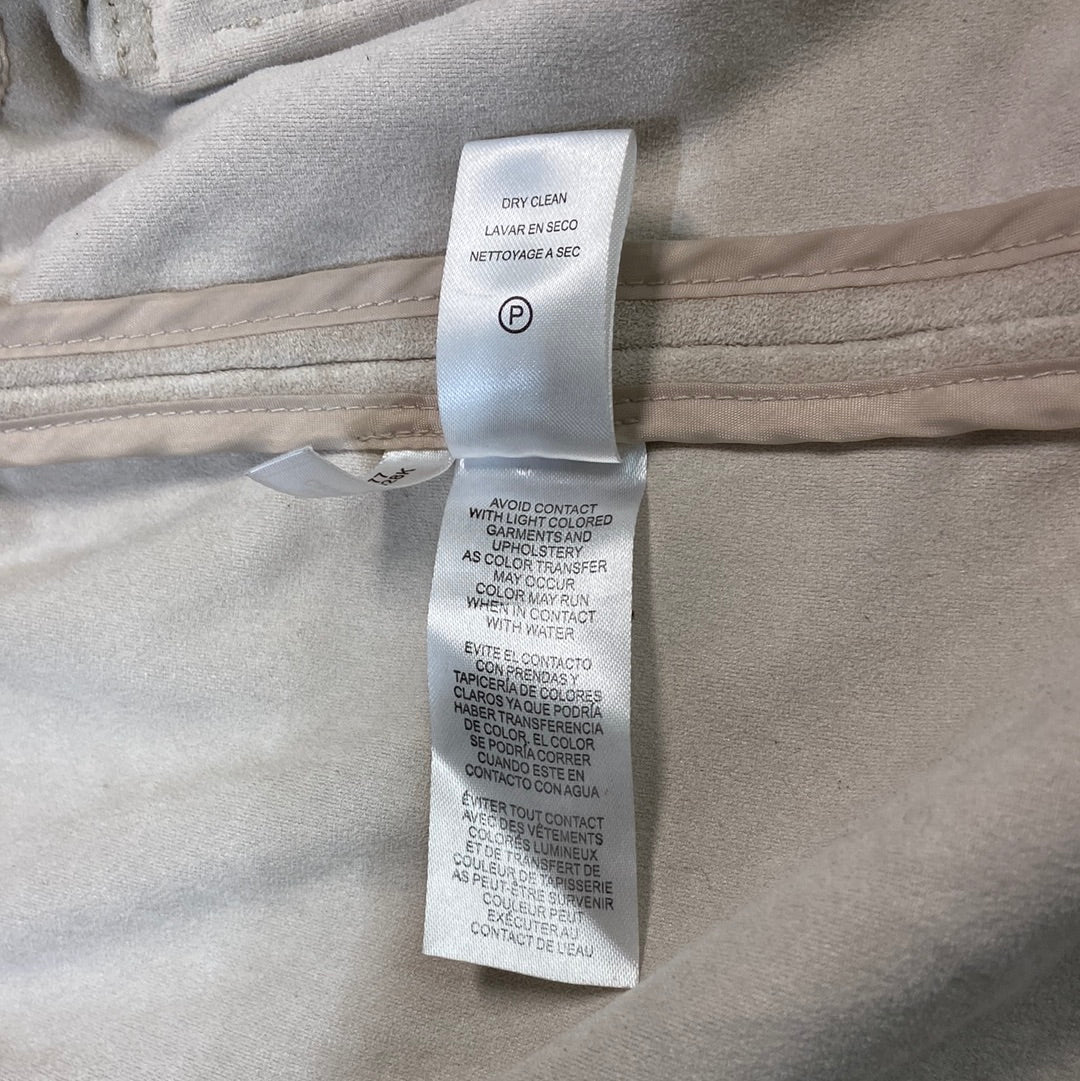 DRY CLEAN
LAVAR EN SECO
NETTOYAGE A SEC
P
77
28K
AVOID CONTACT
WITH LIGHT COLORED
GARMENTS AND
UPHOLSTERY
AS COLOR TRANSFER
MAY OCCUR
COLOR MAY RUN
WHEN IN CONTACT
WITH WATER
EVITE EL CONTACTO
CON PRENDAS Y
TAPICERÍA DE COLORES
CLAROS YA QUE PODRÍA
HABER TRANSFERENCIA
DE COLOR. EL COLOR
SE PODRÍA CORRER
CUANDO ESTE EN
CONTACTO CON AGUA
ÉVITER TOUT CONTACT
AVEC DES VÊTEMENTS
COLORÉS LUMINEUX
ET DE TRANSFERT DE
COULEUR DE TAPISSERIE
AS PEUT-ÊTRE SURVENIR
COULEUR PEUT
EXÉCUTER AU
CONTACT DE L'EAU